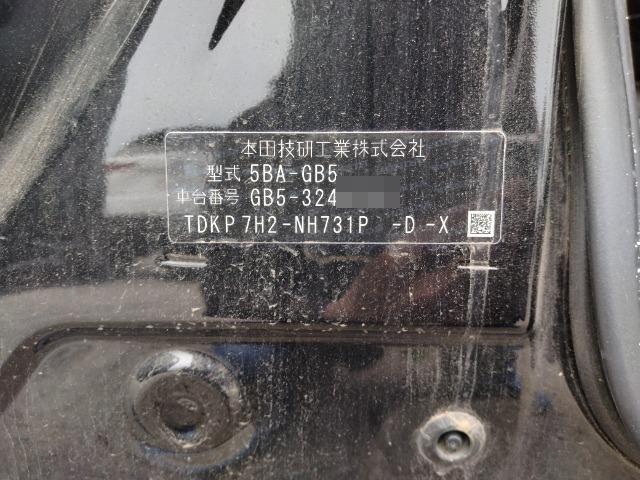 本田技研工業株式会社
型式 5BA-GB5
車台番号 GB5-324
TDKP 7H2-NH731P -D -X